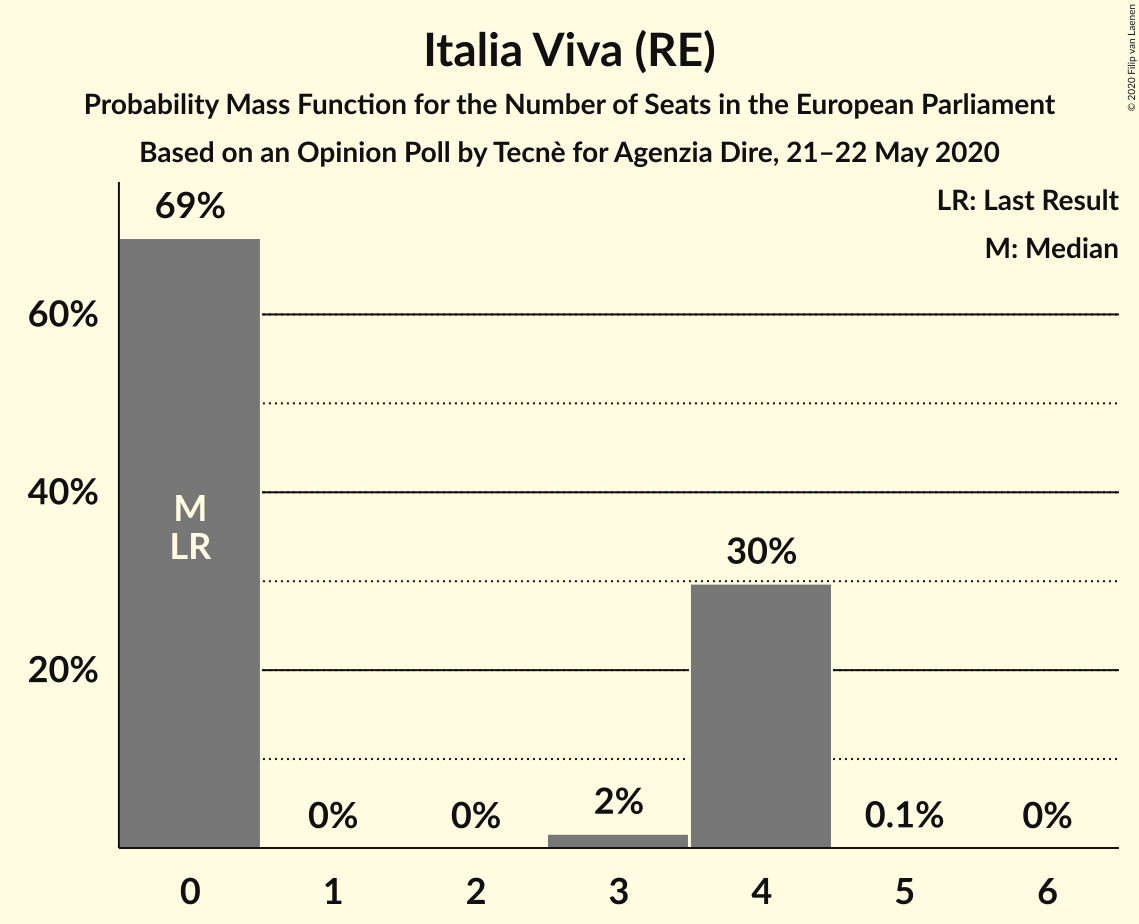 Italia Viva (RE)
Probability Mass Function for the Number of Seats in the European Parliament
Based on an Opinion Poll by Tecnè for Agenzia Dire, 21–22 May 2020
© 2020 Filip van Laenen
LR: Last Result
M: Median
69%
60%
40%
20%
M
LR
0%
0%
2%
30%
0.1%
0%
0
1
2
3
4
5
6